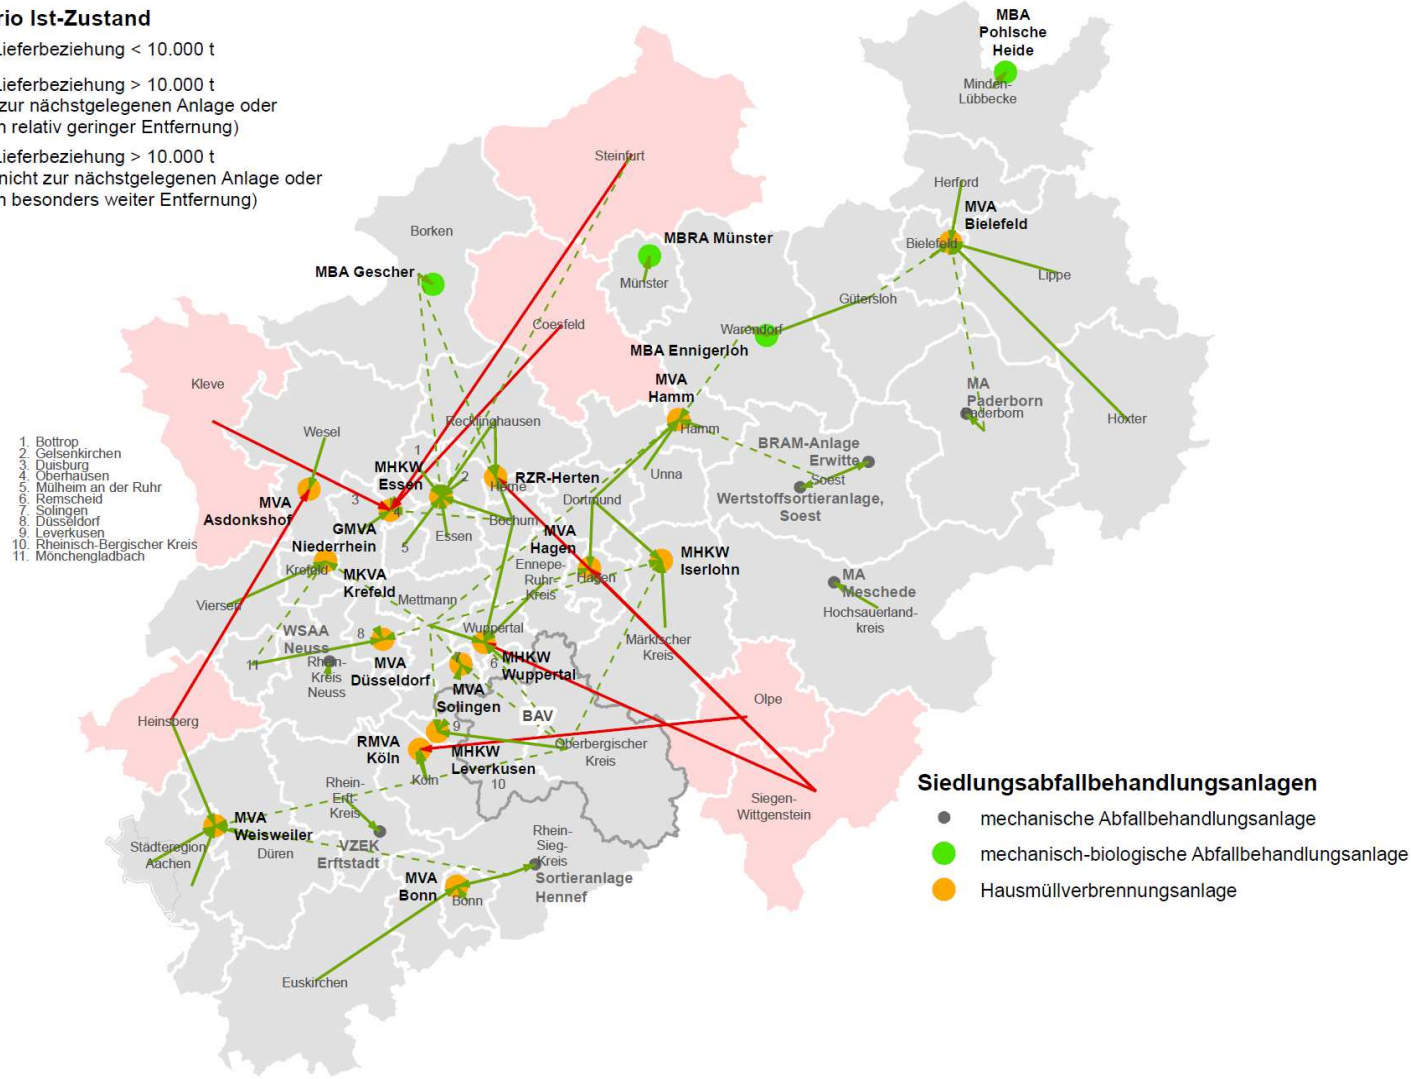 rio Ist-Zustand
Lieferbeziehung < 10.000 t
Lieferbeziehung > 10.000 t
zur nächstgelegenen Anlage oder
n relativ geringer Entfernung)
Lieferbeziehung > 10.000 t
nicht zur nächstgelegenen Anlage oder
n besonders weiter Entfernung)
MBA
Pohlsche
Heide
Minden-
Lübbecke
Steinfurt
Herford
MVA
Bielefeld
Bielefeld
Borken
MBRA Münster
Münster
MBA Gescher
Lippe
Gütersloh
Coesfeld
Warendorf
MBA Ennigerloh
MVA
Hamm
Hamm
Kleve
MA
Paderborn
Paderborn
Höxter
Wesel
Recklinghausen
1. Bottrop
2. Gelsenkirchen
3. Duisburg
4. Oberhausen
5. Mülheim an der Ruhr
6. Remscheid
7. Solingen
8. Düsseldorf
9. Leverkusen
10. Rheinisch-Bergischer Kreis
11. Mönchengladbach
1
2
3
4
5
MHKW
Essen
RZR-Herten
Herne
BRAM-Anlage
Erwitte
Soest
Wertstoffsortieranlage,
Soest
Unna
Dortmund
MVA
Asdonkshof
GMVA
Niederrhein
Essen
Bochum
MVA
Hagen
Hagen
Ennepe-
Ruhr-
Kreis
MHKW
Iserlohn
Krefeld
MKVA
Krefeld
Viersen
Mettmann
MA
Meschede
Hochsauerland-
kreis
WSAA
Neuss
Rhein-
Kreis
Neuss
8
11
MVA
Düsseldorf
Wuppertal
MHKW
Wuppertal
6
7
MVA
Solingen
Märkischer
Kreis
BAV
Olpe
Heinsberg
RMVA
Köln
9
MHKW
Leverkusen
Oberbergischer
Kreis
Köln
10
Rhein-
Erft-
Kreis
Siegen-
Wittgenstein
MVA
Weisweiler
Städteregion
Aachen
Düren
VZEK
Erftstadt
Rhein-
Sieg-
Kreis
Sortieranlage
Hennef
MVA
Bonn
Bonn
Euskirchen
Siedlungsabfallbehandlungsanlagen
mechanische Abfallbehandlungsanlage
mechanisch-biologische Abfallbehandlungsanlage
Hausmüllverbrennungsanlage